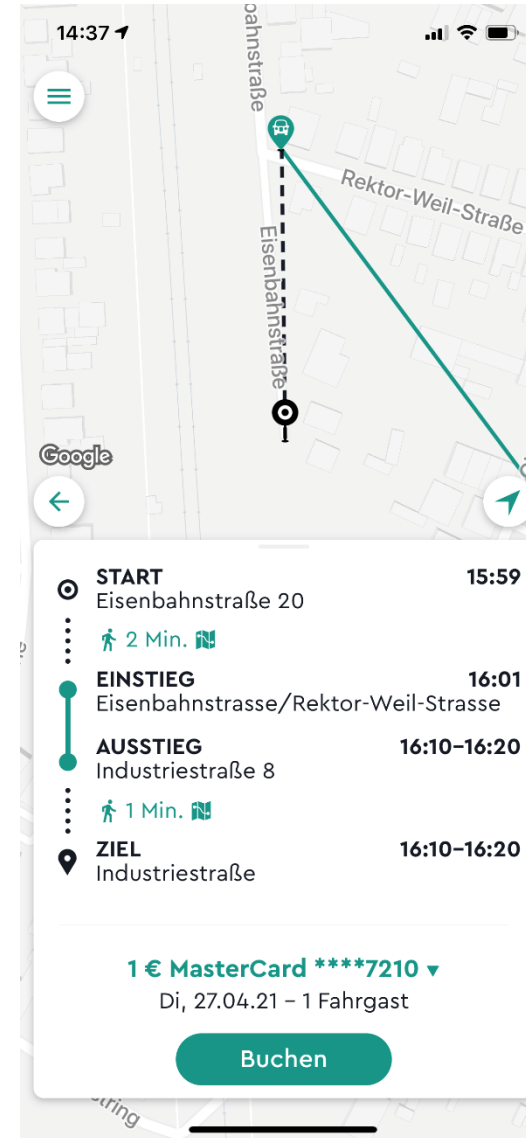 14:37
ahnstraße
Rektor-Weil-Straße
Eisenbahnstraße
Google
START 15:59
Eisenbahnstraße 20
2 Min.
EINSTIEG 16:01
Eisenbahnstrasse/Rektor-Weil-Strasse
AUSSTIEG 16:10–16:20
Industriestraße 8
1 Min.
ZIEL 16:10–16:20
Industriestraße
1 € MasterCard ****7210
Di, 27.04.21 – 1 Fahrgast
Buchen
string